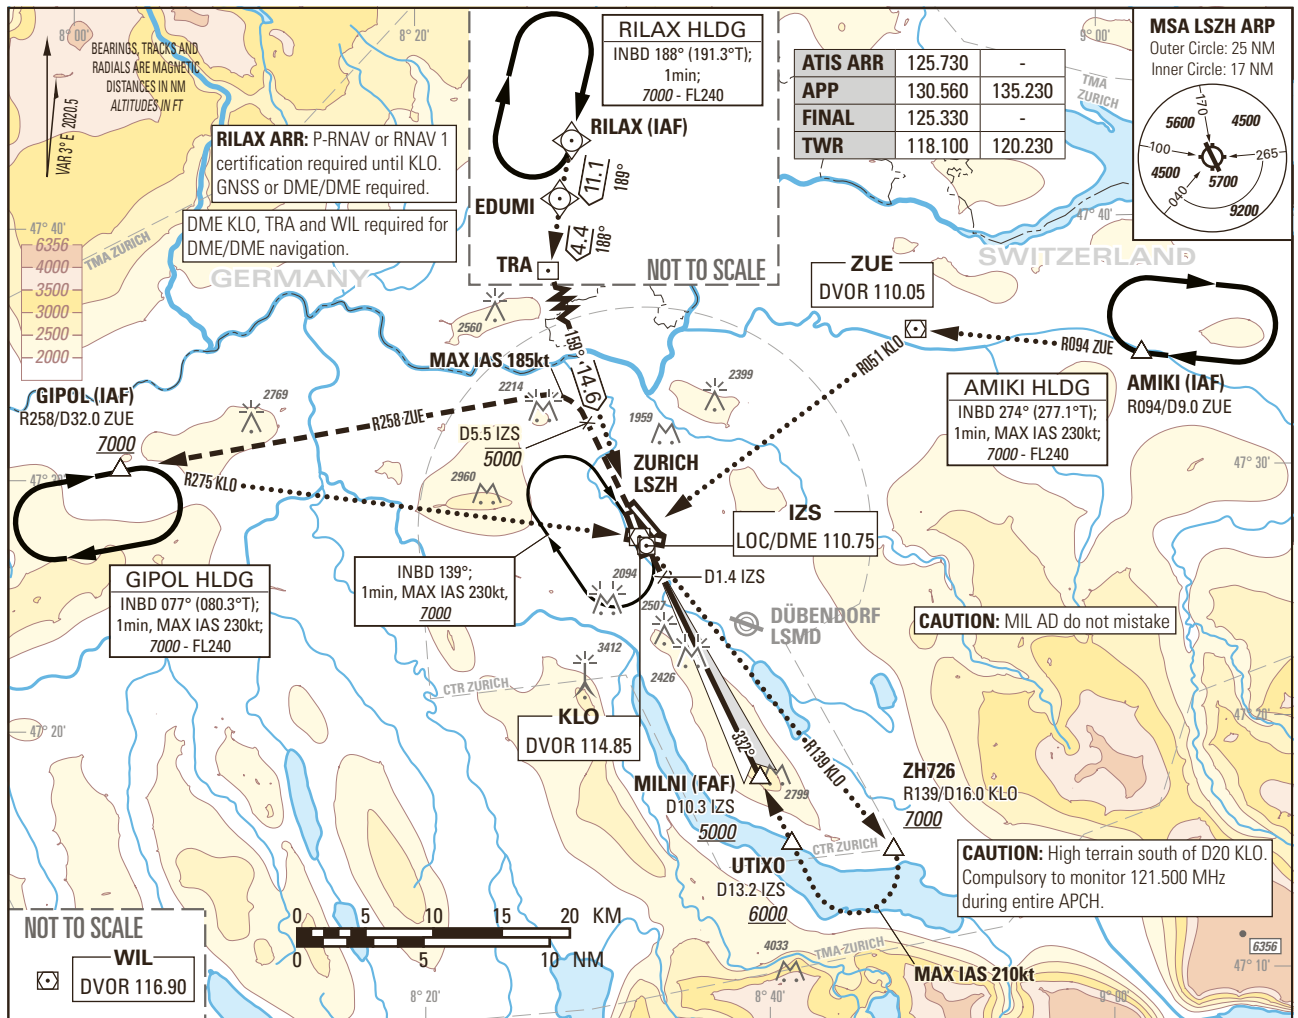 8° 00'
8° 20'
9° 00'
VAR 3° E 2020.5
BEARINGS, TRACKS AND
RADIALS ARE MAGNETIC
DISTANCES IN NM
ALTITUDES IN FT
RILAX ARR: P-RNAV or RNAV 1
certification required until KLO.
GNSS or DME/DME required.
DME KLO, TRA and WIL required for
DME/DME navigation.
RILAX HLDG
INBD 188° (191.3°T);
1min;
7000 - FL240
RILAX (IAF)
11.1
189°
EDUMI
4.4
188°
TRA
NOT TO SCALE
ATIS ARR 125.730 -
APP 130.560 135.230
FINAL 125.330 -
TWR 118.100 120.230
TMA
ZURICH
MSA LSZH ARP
Outer Circle: 25 NM
Inner Circle: 17 NM
170
5600
4500
100
265
4500
5700
040
9200
47° 40'
47° 40'
6356
4000
3500
3000
2500
2000
TMA ZURICH
GERMANY
SWITZERLAND
ZUE
DVOR 110.05
R051 KLO
R094 ZUE
AMIKI HLDG
INBD 274° (277.1°T);
1min, MAX IAS 230kt;
7000 - FL240
AMIKI (IAF)
R094/D9.0 ZUE
2560
MAX IAS 185kt
159°
14.6
2214
2399
1959
GIPOL (IAF)
R258/D32.0 ZUE
7000
2769
R258 ZUE
D5.5 IZS
5000
2960
47° 30'
R275 KLO
ZURICH
LSZH
47° 30'
IZS
LOC/DME 110.75
D1.4 IZS
GIPOL HLDG
INBD 077° (080.3°T);
1min, MAX IAS 230kt;
7000 - FL240
INBD 139°;
1min, MAX IAS 230kt,
7000
2094
2507
2426
3412
DÜBENDORF
LSMD
CAUTION: MIL AD do not mistake
CTR ZURICH
KLO
DVOR 114.85
332°
R139 KLO
47° 20'
47° 20'
MILNI (FAF)
D10.3 IZS
5000
2799
ZH726
R139/D16.0 KLO
7000
UTIXO
D13.2 IZS
6000
CTR ZURICH
CAUTION: High terrain south of D20 KLO.
Compulsory to monitor 121.500 MHz
during entire APCH.
NOT TO SCALE
WIL
DVOR 116.90
0 5 10 15 20 KM
0 5 10 NM
4033
TMA ZURICH
MAX IAS 210kt
6356
47° 10'
8° 20'
8° 40'
9° 00'